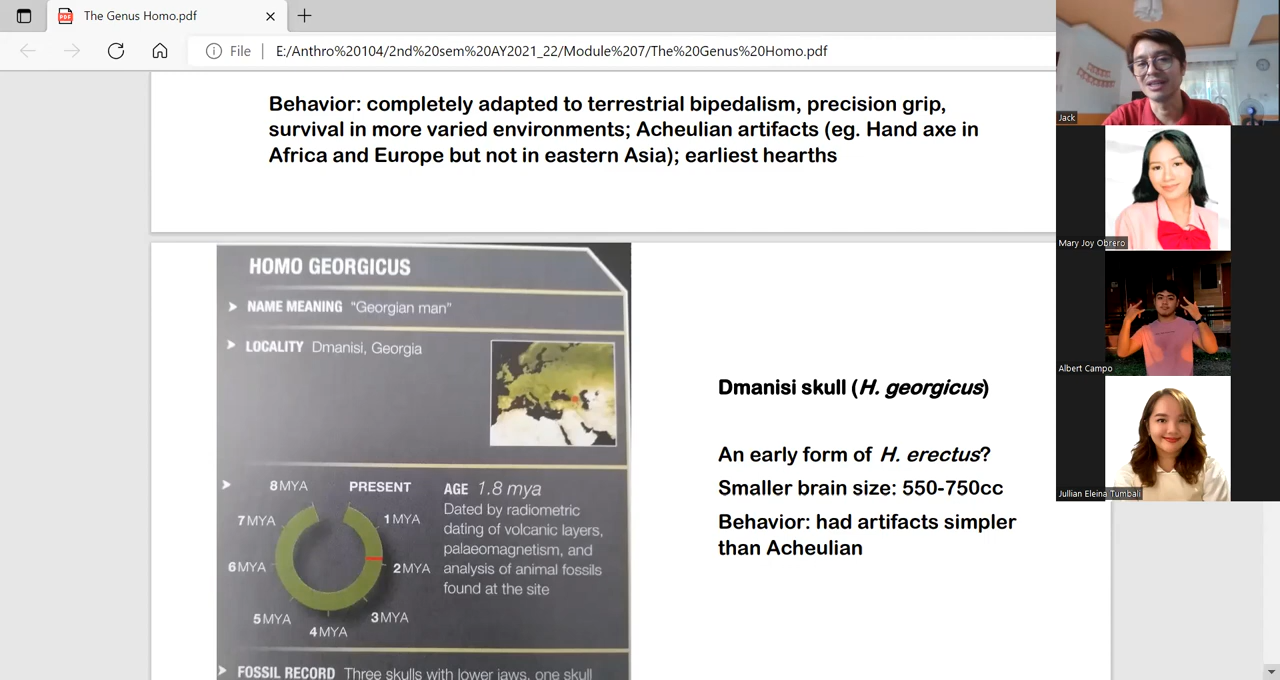 The Genus Homo.pdf
File
E:/Anthro%20104/2nd%20sem%20AY2021_22/Module%207/The%20Genus%20Homo.pdf
Behavior: completely adapted to terrestrial bipedalism, precision grip,
survival in more varied environments; Acheulian artifacts (eg. Hand axe in
Africa and Europe but not in eastern Asia); earliest hearths
HOMO GEORGICUS
NAME MEANING "Georgian man"
LOCALITY Dmanisi, Georgia
8 MYA
PRESENT
7 MYA
1 MYA
6 MYA
2 MYA
5 MYA
3 MYA
4 MYA
AGE 1.8 mya
Dated by radiometric
dating of volcanic layers,
palaeomagnetism, and
analysis of animal fossils
found at the site
FOSSIL RECORD Three skulls with lower jaws, one skull
Dmanisi skull (H. georgicus)
An early form of H. erectus?
Smaller brain size: 550-750cc
Behavior: had artifacts simpler
than Acheulian
Jack
Mary Joy Obrero
Albert Campo
Jullian Eleina Tumbali